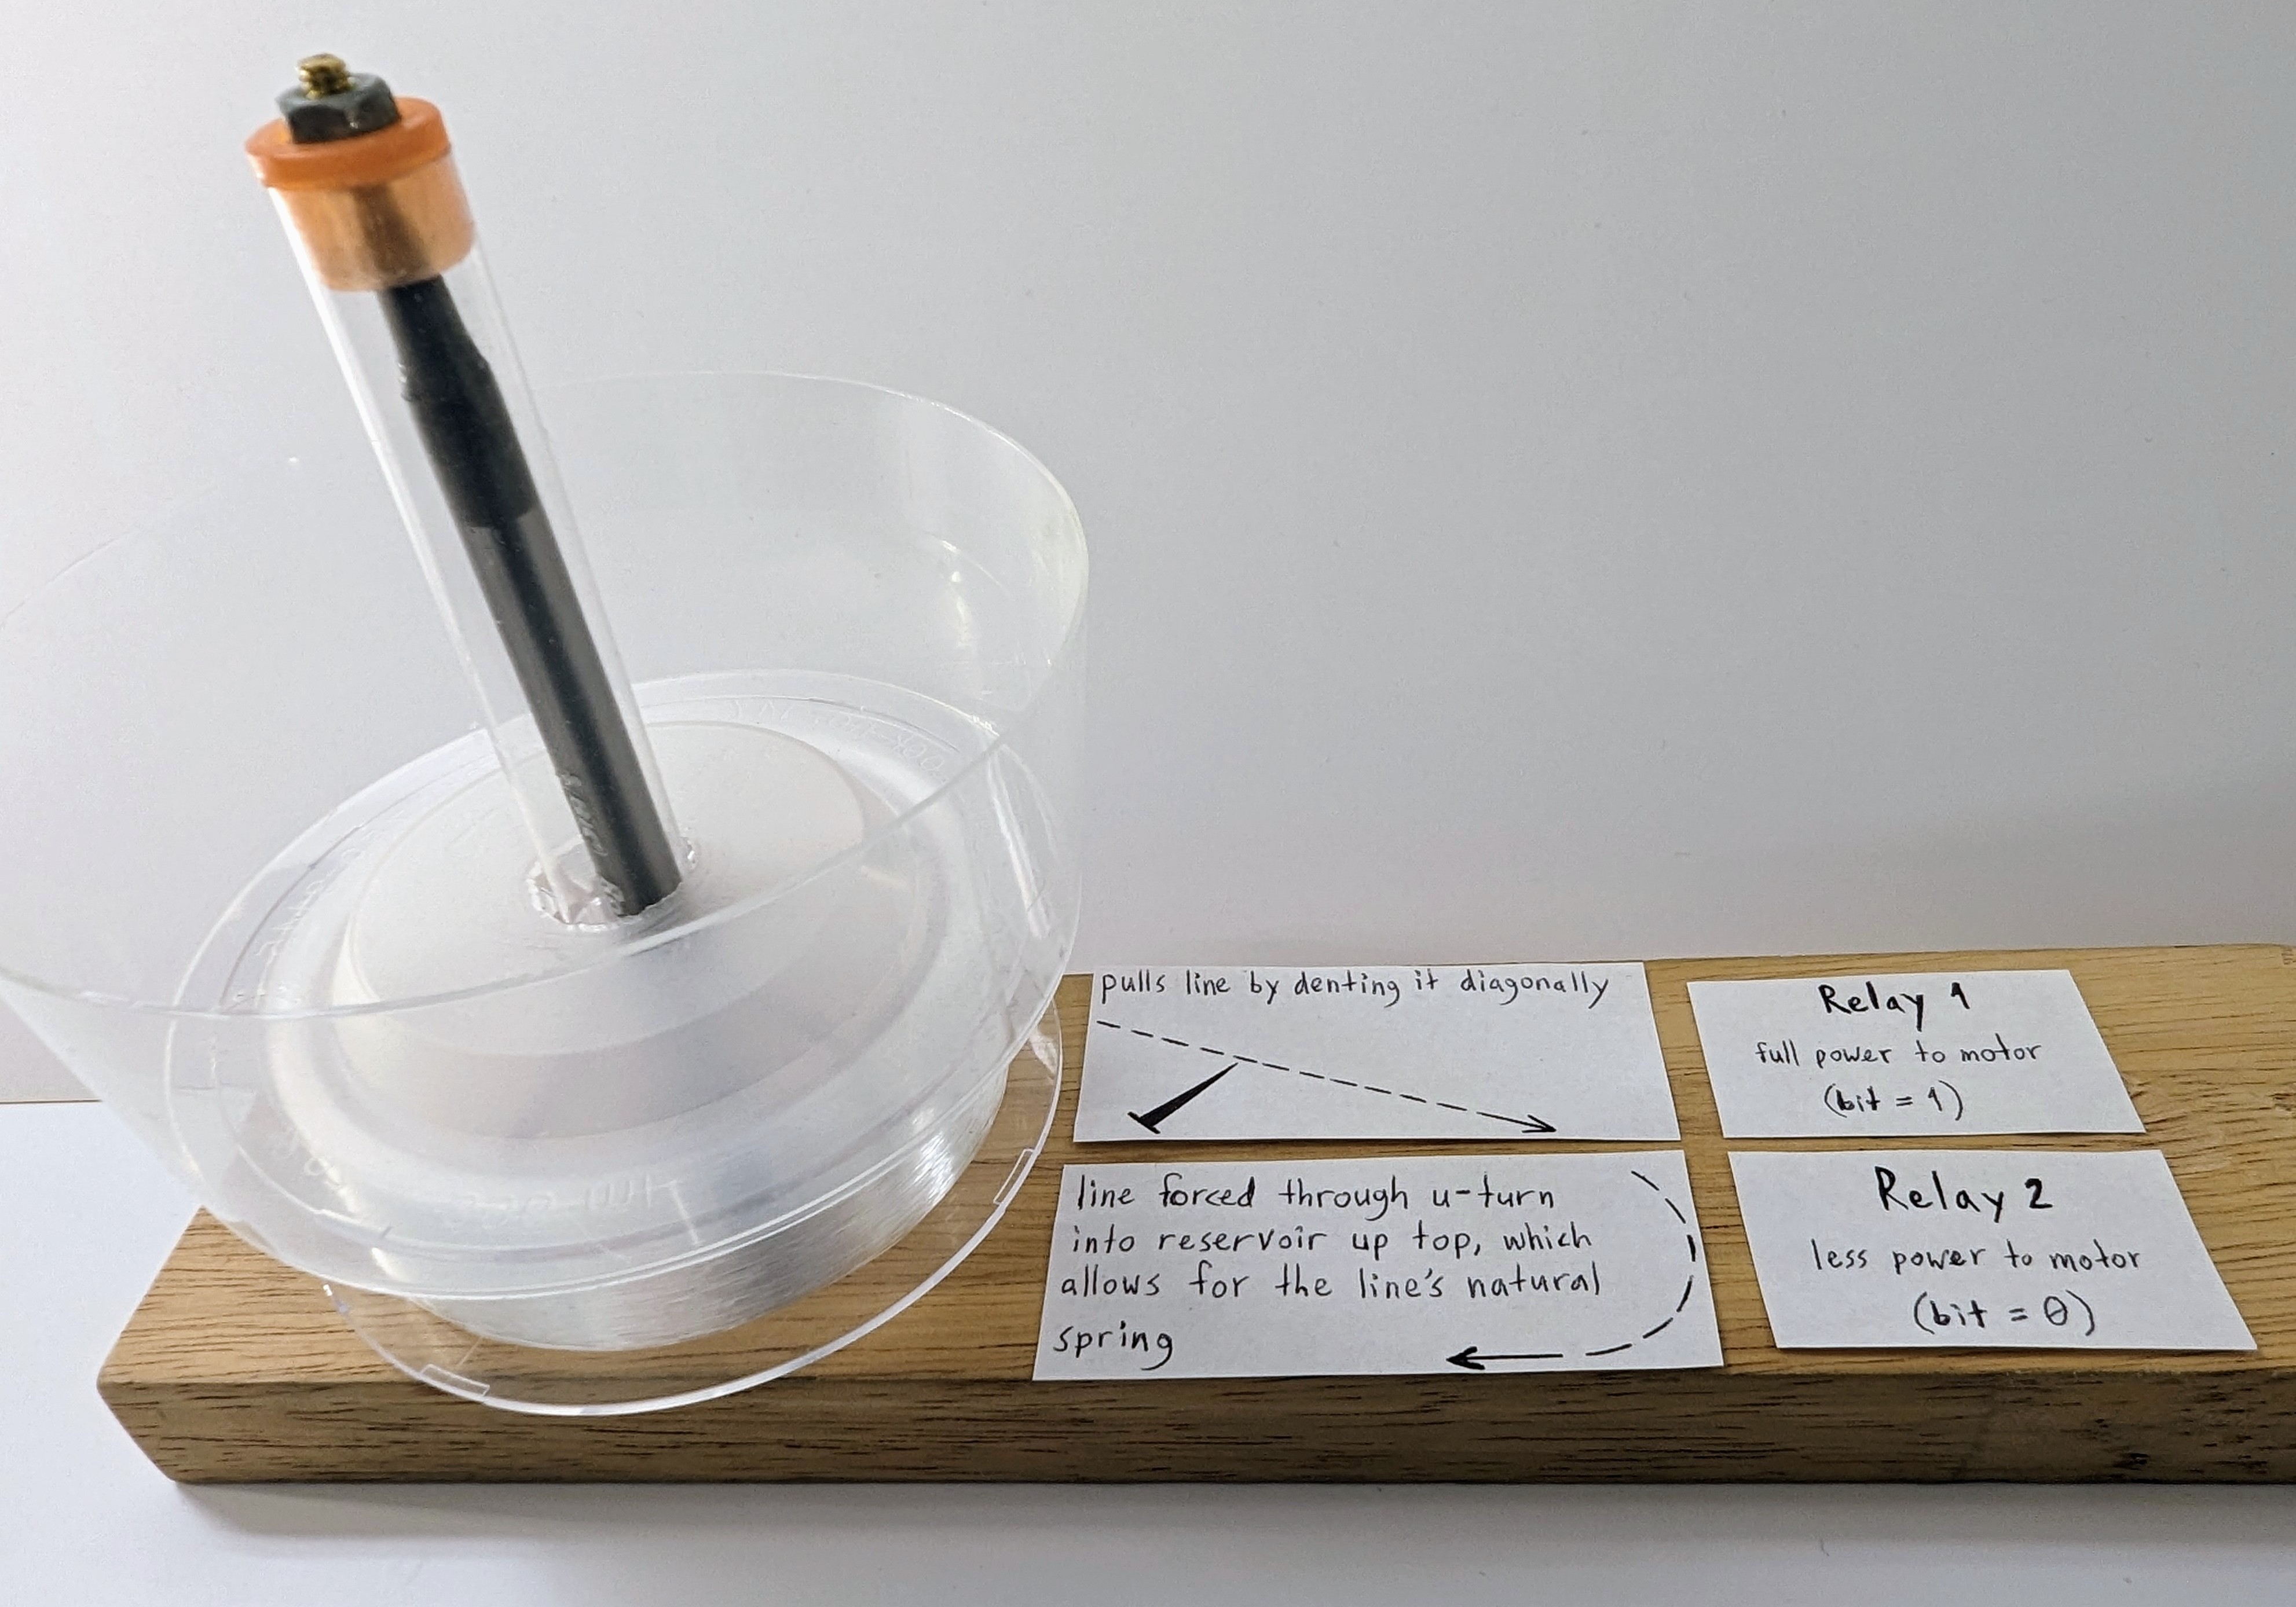 pulls line by denting it diagonally
line forced through u-turn
into reservoir up top, which
allows for the line's natural
spring
Relay 1
full power to motor
(bit = 1)
Relay 2
less power to motor
(bit = 0)